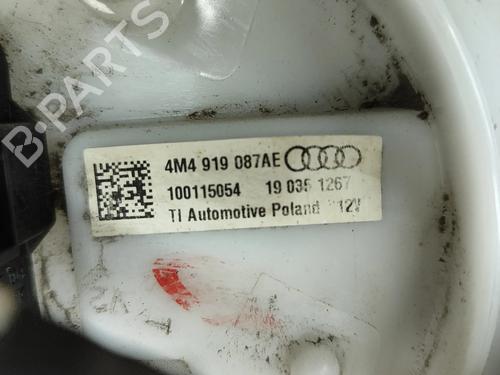 B-PARTS
4M4 919 087AE
100115054 19 035 1267
TI Automotive Poland 12V